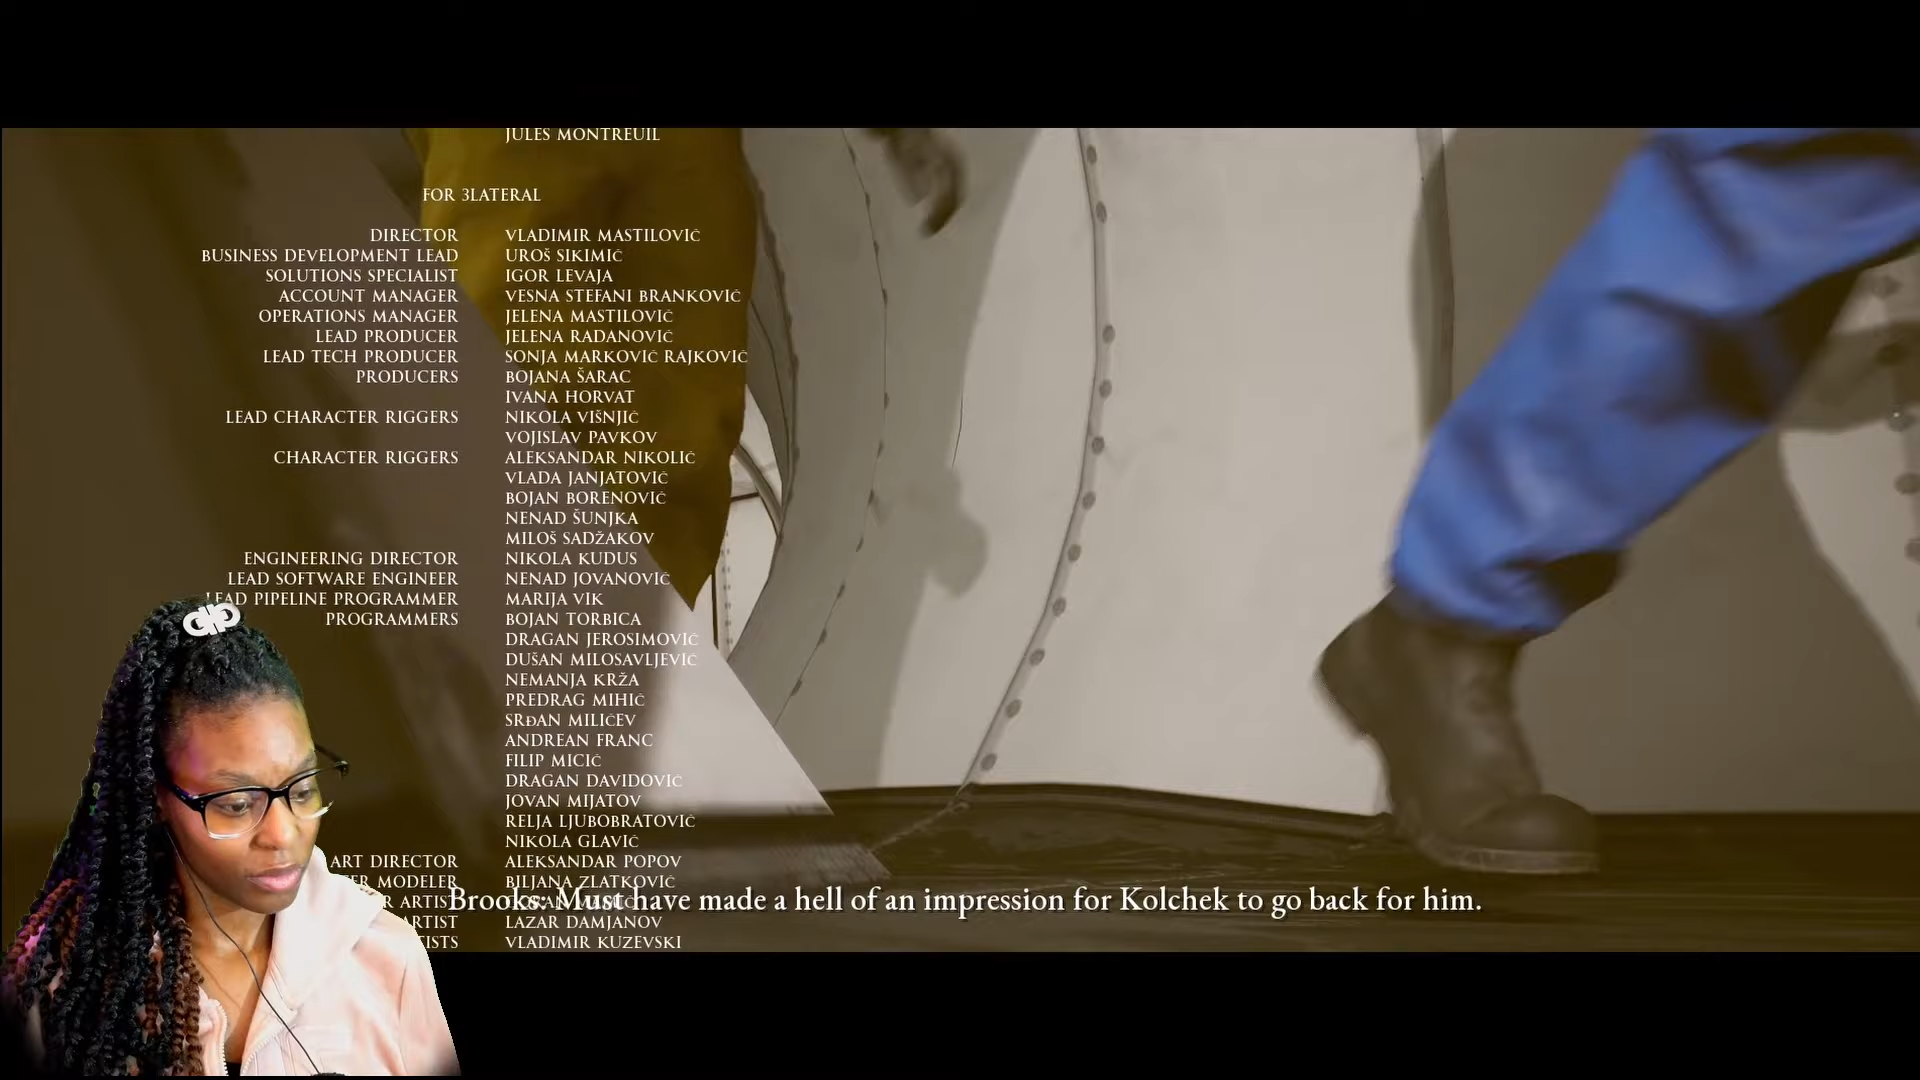 JULES MONTREUIL
FOR 3LATERAL
DIRECTOR VLADIMIR MASTILOVIĆ
BUSINESS DEVELOPMENT LEAD UROŠ SIKIMIĆ
SOLUTIONS SPECIALIST IGOR LEVAJA
ACCOUNT MANAGER VESNA STEFANI BRANKOVIĆ
OPERATIONS MANAGER JELENA MASTILOVIĆ
LEAD PRODUCER JELENA RADANOVIĆ
LEAD TECH PRODUCER SONJA MARKOVIĆ RAJKOVIĆ
PRODUCERS BOJANA ŠARAC
IVANA HORVAT
LEAD CHARACTER RIGGERS NIKOLA VIŠNJIĆ
VOJISLAV PAVKOV
CHARACTER RIGGERS ALEKSANDAR NIKOLIĆ
VLADA JANJATOVIĆ
BOJAN BORENOVIĆ
NENAD ŠUNJKA
MILOŠ SADŽAKOV
ENGINEERING DIRECTOR NIKOLA KUDUS
LEAD SOFTWARE ENGINEER NENAD JOVANOVIĆ
LEAD PIPELINE PROGRAMMER MARIJA VIK
PROGRAMMERS BOJAN TORBICA
DRAGAN JEROSIMOVIĆ
DUŠAN MILOSAVLJEVIĆ
NEMANJA KRŽA
PREDRAG MIHIĆ
SRĐAN MILIĆEV
ANDREAN FRANC
FILIP MICIĆ
DRAGAN DAVIDOVIĆ
JOVAN MIJATOV
RELJA LJUBOBRATOVIĆ
NIKOLA GLAVIĆ
ART DIRECTOR ALEKSANDAR POPOV
MODELER BILJANA ZLATKOVIĆ
Brooks: Must have made a hell of an impression for Kolchek to go back for him.
LAZAR DAMJANOV
VLADIMIR KUZEVSKI